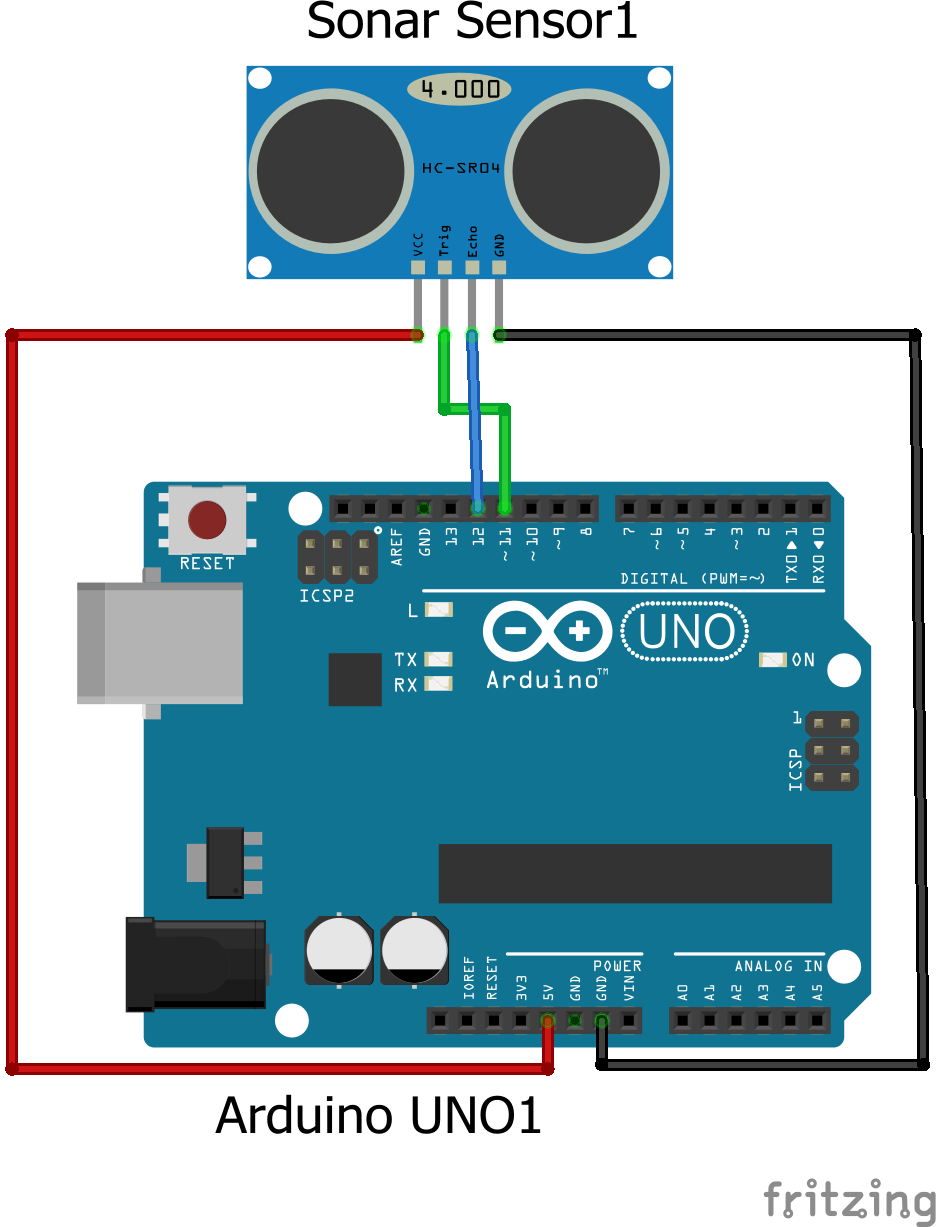 Sonar Sensor1
4.000
HC-SR04
VCC
Trig
Echo
GND
RESET
ICSP2
AREF
GND
13
12
~11
~10
~9
8
7
~6
~5
4
~3
2
TX0▶1
RX0◀0
DIGITAL (PWM=~)
L
TX
RX
UNO
ON
Arduino™
1
ICSP
IOREF
RESET
3V3
5V
GND
GND
VIN
POWER
ANALOG IN
A0
A1
A2
A3
A4
A5
Arduino UNO1
fritzing